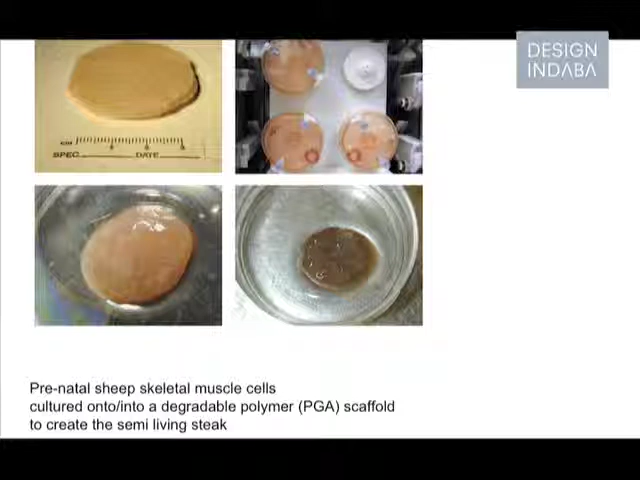 DESIGN
INDABA
cm
SPEC. DATE
Pre-natal sheep skeletal muscle cells
cultured onto/into a degradable polymer (PGA) scaffold
to create the semi living steak